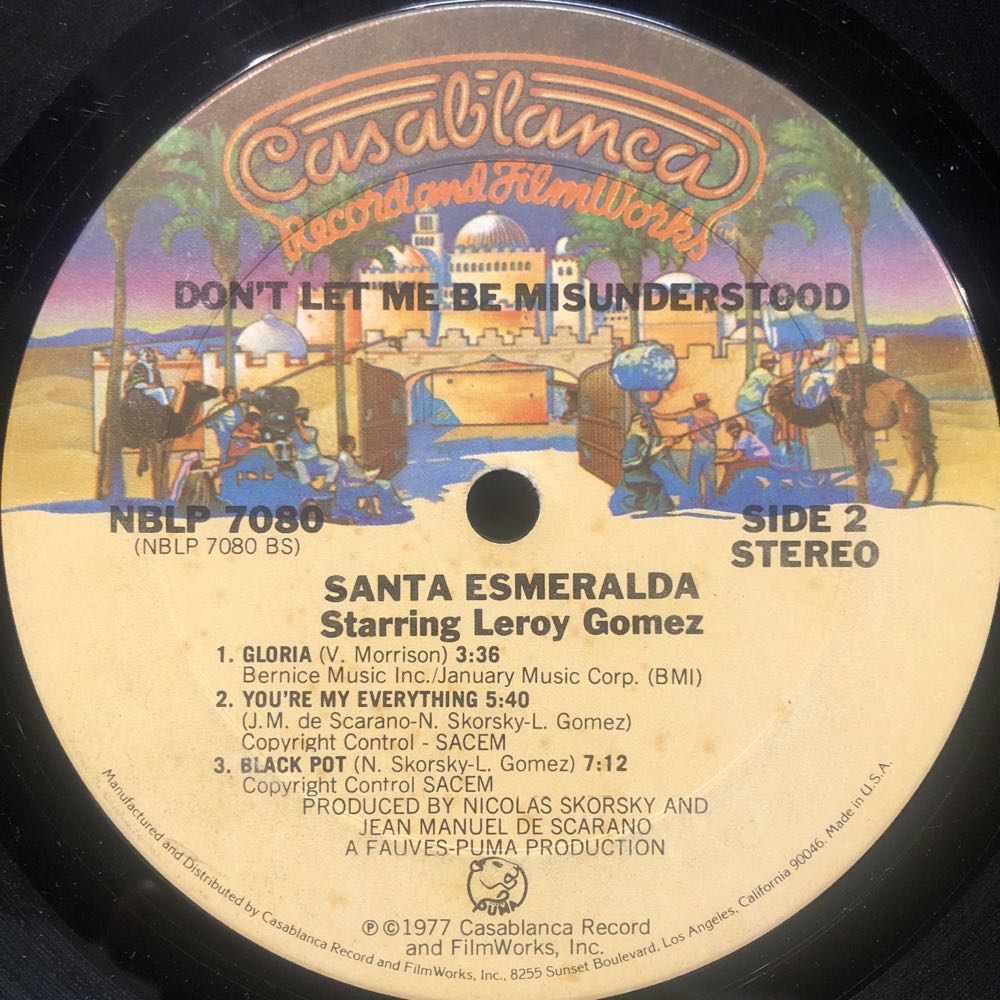 Casablanca
Record and FilmWorks
DON'T LET ME BE MISUNDERSTOOD
NBLP 7080
(NBLP 7080 BS)
SIDE 2
STEREO
SANTA ESMERALDA
Starring Leroy Gomez
1. GLORIA (V. Morrison) 3:36
Bernice Music Inc./January Music Corp. (BMI)
2. YOU'RE MY EVERYTHING 5:40
(J.M. de Scarano-N. Skorsky-L. Gomez)
Copyright Control - SACEM
3. BLACK POT (N. Skorsky-L. Gomez) 7:12
Copyright Control SACEM
PRODUCED BY NICOLAS SKORSKY AND
JEAN MANUEL DE SCARANO
A FAUVES-PUMA PRODUCTION
PUMA
℗ ©1977 Casablanca Record
and FilmWorks, Inc.
Manufactured and Distributed by Casablanca Record and FilmWorks, Inc., 8255 Sunset Boulevard, Los Angeles, California 90046. Made in U.S.A.